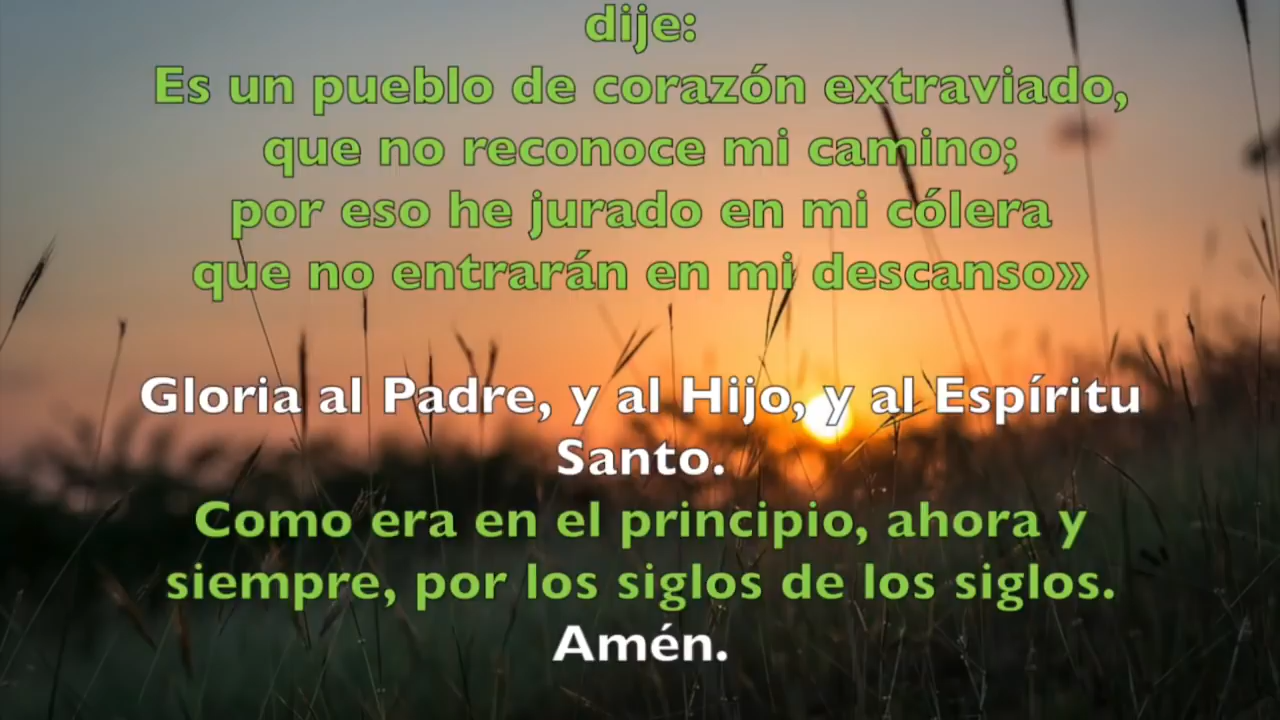 dije:
Es un pueblo de corazón extraviado,
que no reconoce mi camino;
por eso he jurado en mi cólera
que no entrarán en mi descanso»
Gloria al Padre, y al Hijo, y al Espíritu
Santo.
Como era en el principio, ahora y
siempre, por los siglos de los siglos.
Amén.